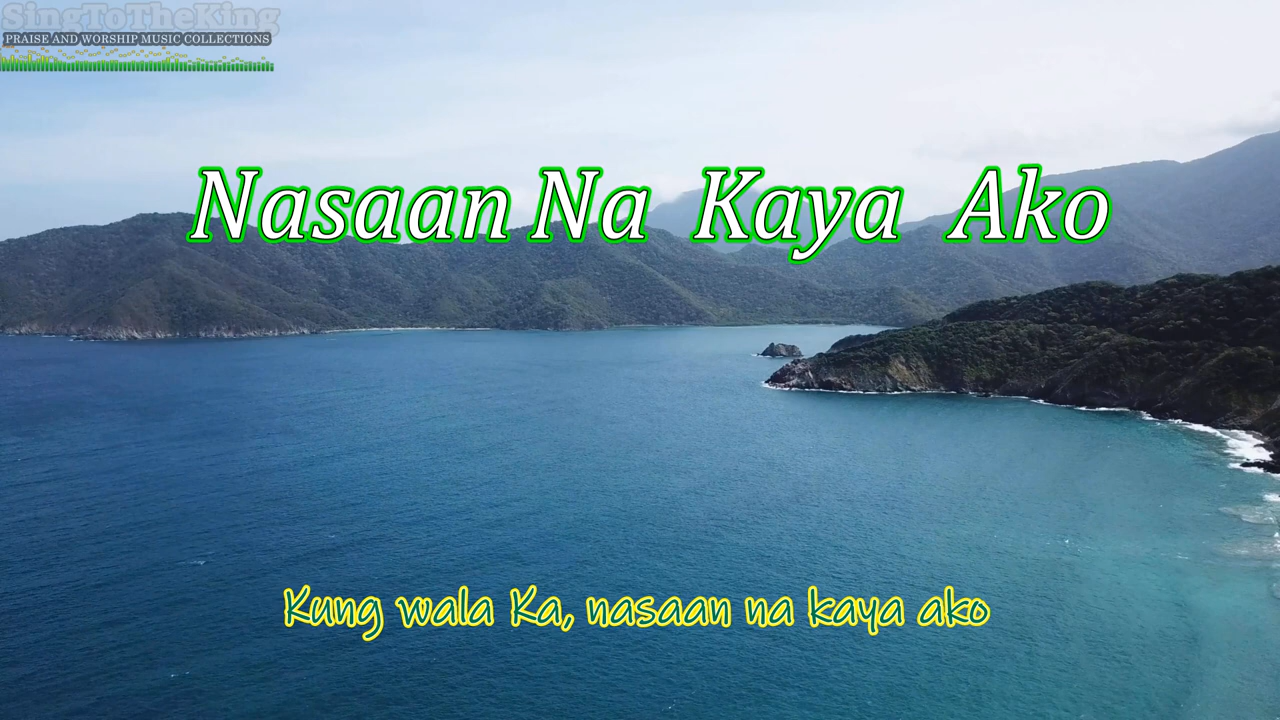 SingToTheKing
PRAISE AND WORSHIP MUSIC COLLECTIONS
Nasaan Na Kaya Ako
Kung wala Ka, nasaan na kaya ako